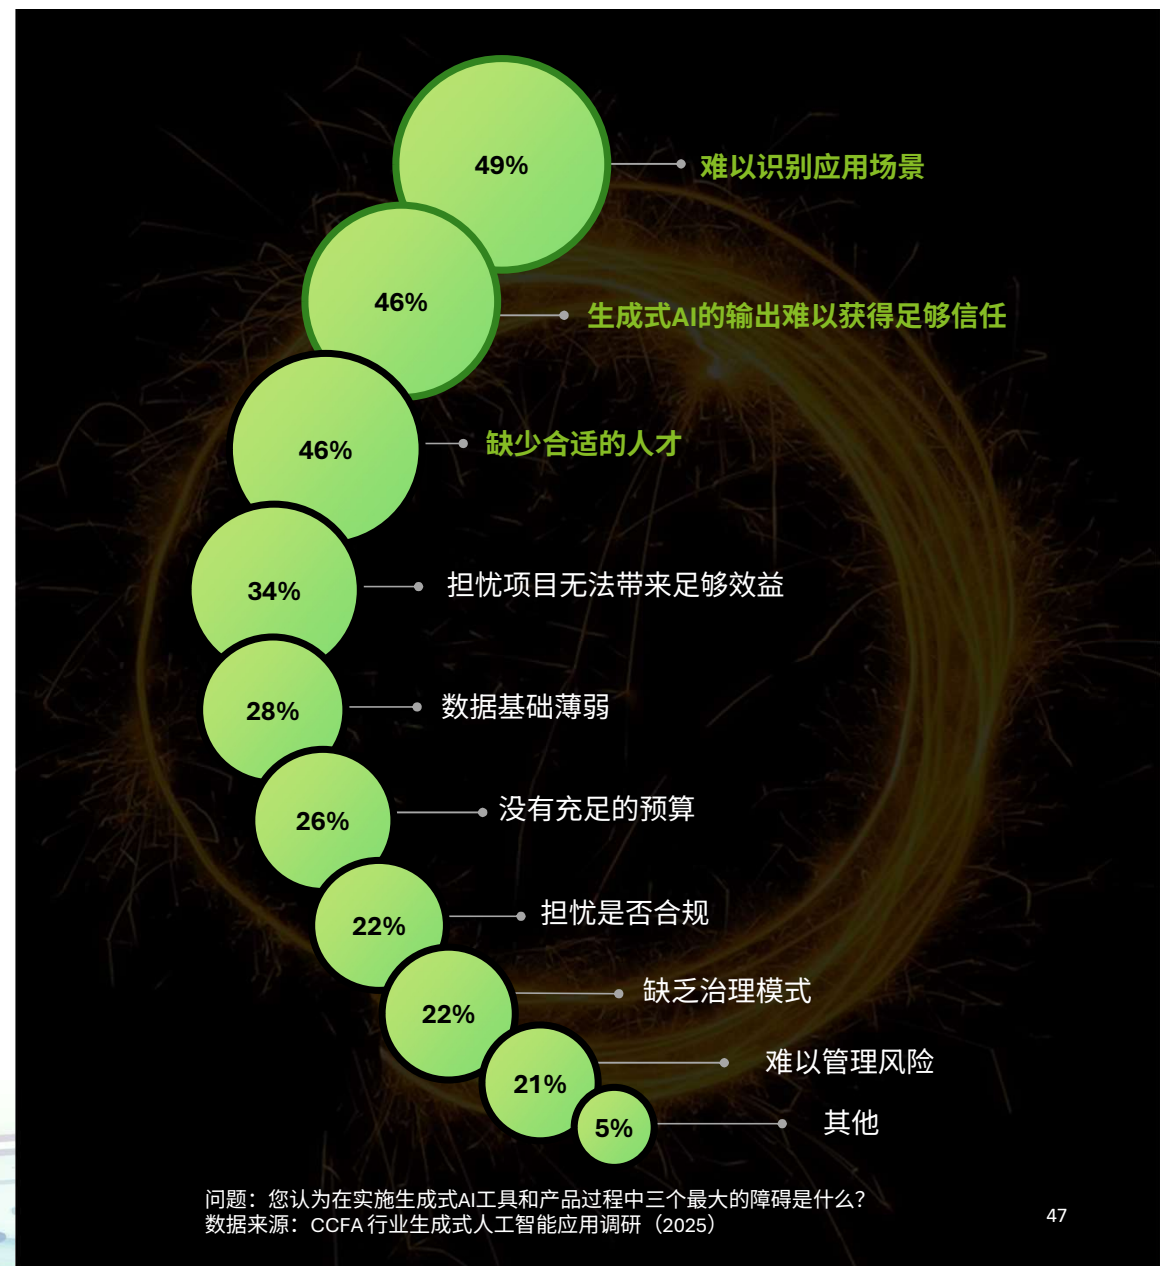 49%
难以识别应用场景
46%
生成式AI的输出难以获得足够信任
46%
缺少合适的人才
34%
担忧项目无法带来足够效益
28%
数据基础薄弱
26%
没有充足的预算
22%
担忧是否合规
22%
缺乏治理模式
21%
难以管理风险
5%
其他
问题：您认为在实施生成式AI工具和产品过程中三个最大的障碍是什么？
数据来源：CCFA 行业生成式人工智能应用调研（2025）
47